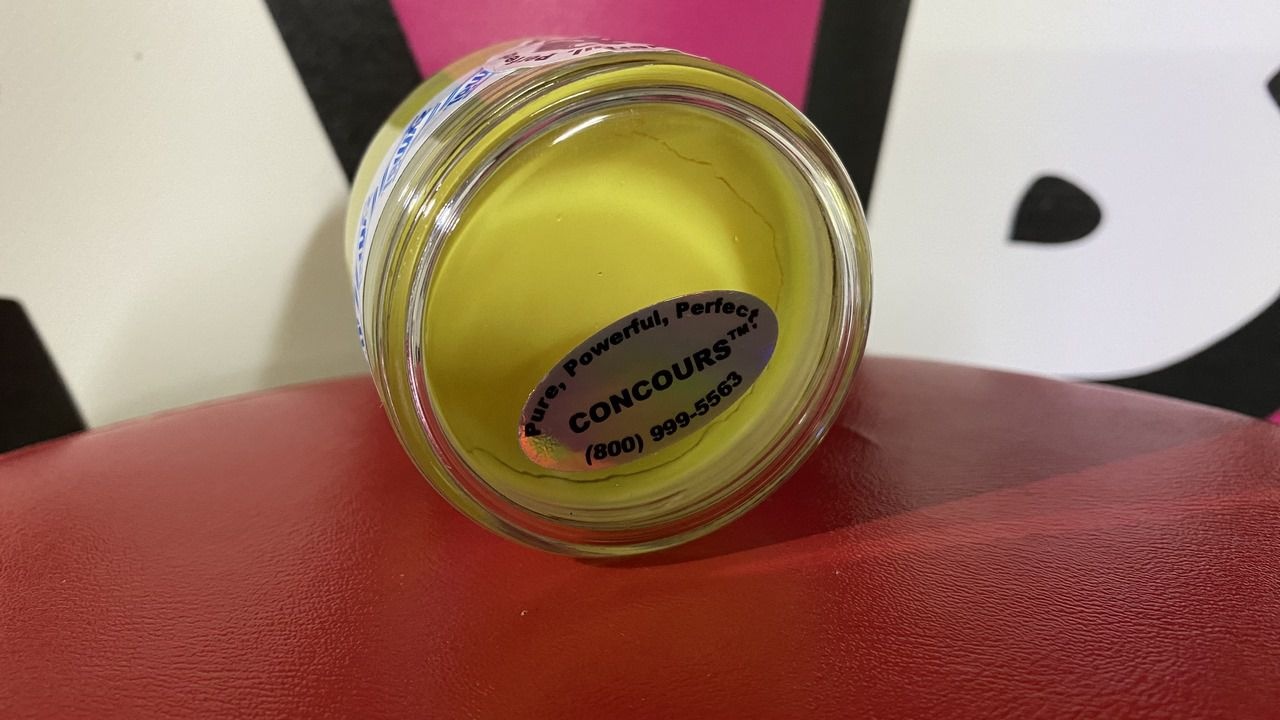 Pure, Powerful, Perfect
CONCOURS™!
(800) 999-5563